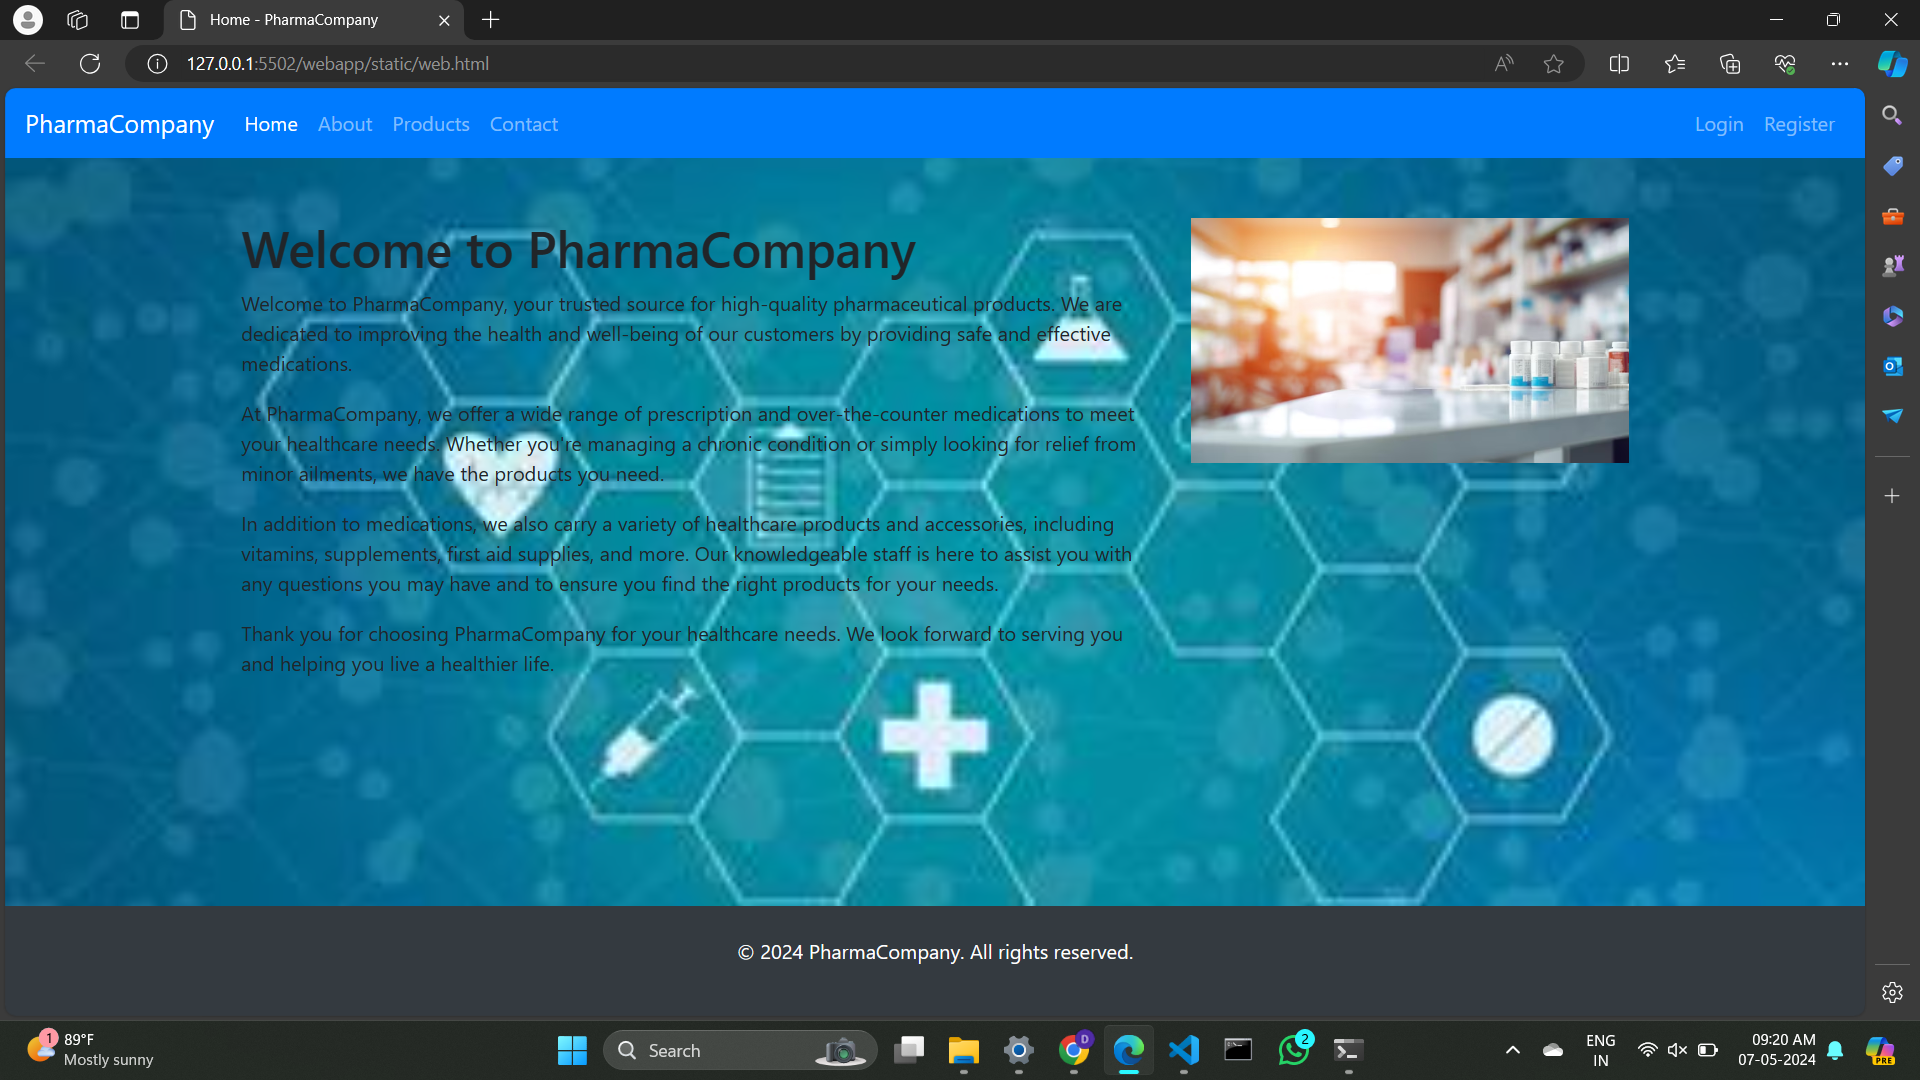 Home - PharmaCompany
127.0.0.1:5502/webapp/static/web.html
PharmaCompany Home About Products Contact Login Register
Welcome to PharmaCompany
Welcome to PharmaCompany, your trusted source for high-quality pharmaceutical products. We are
dedicated to improving the health and well-being of our customers by providing safe and effective
medications.
At PharmaCompany, we offer a wide range of prescription and over-the-counter medications to meet
your healthcare needs. Whether you're managing a chronic condition or simply looking for relief from
minor ailments, we have the products you need.
In addition to medications, we also carry a variety of healthcare products and accessories, including
vitamins, supplements, first aid supplies, and more. Our knowledgeable staff is here to assist you with
any questions you may have and to ensure you find the right products for your needs.
Thank you for choosing PharmaCompany for your healthcare needs. We look forward to serving you
and helping you live a healthier life.
© 2024 PharmaCompany. All rights reserved.
1
89°F
Mostly sunny
Search
D
2
ENG
IN
09:20 AM
07-05-2024
PRE